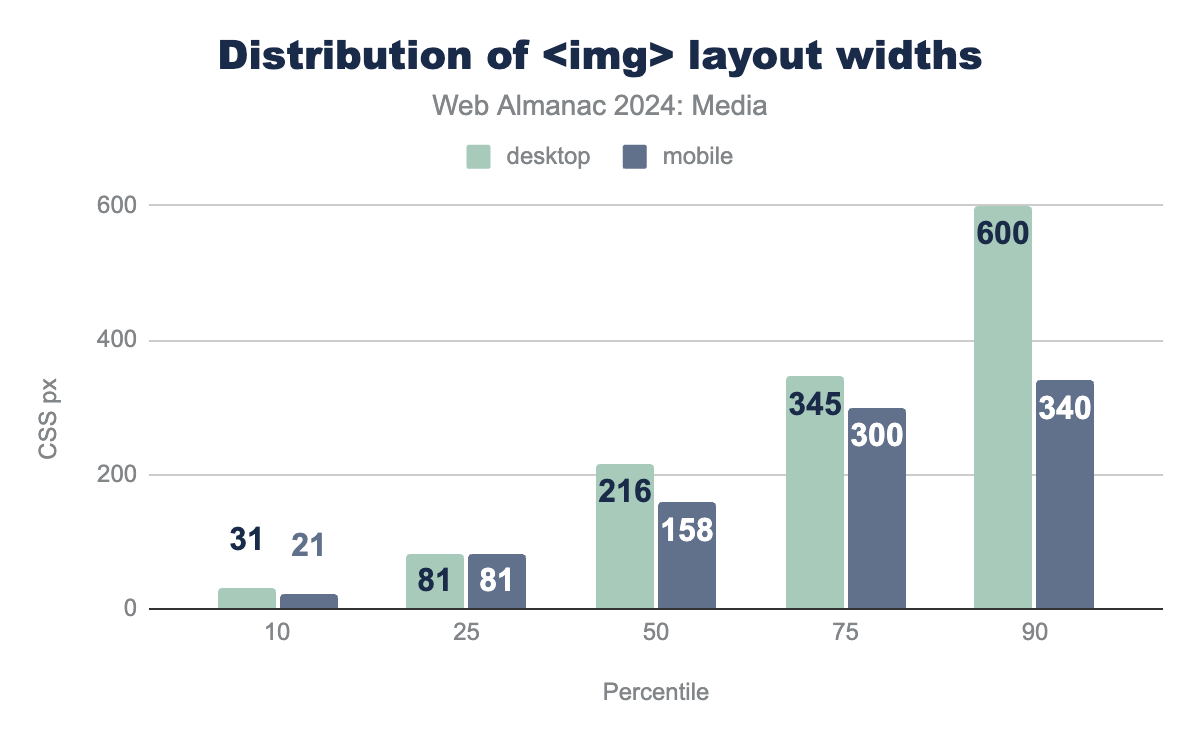 Distribution of <img> layout widths
Web Almanac 2024: Media
desktop mobile
600
400
200
0
CSS px
31 21
81 81
216 158
345 300
600 340
10 25 50 75 90
Percentile